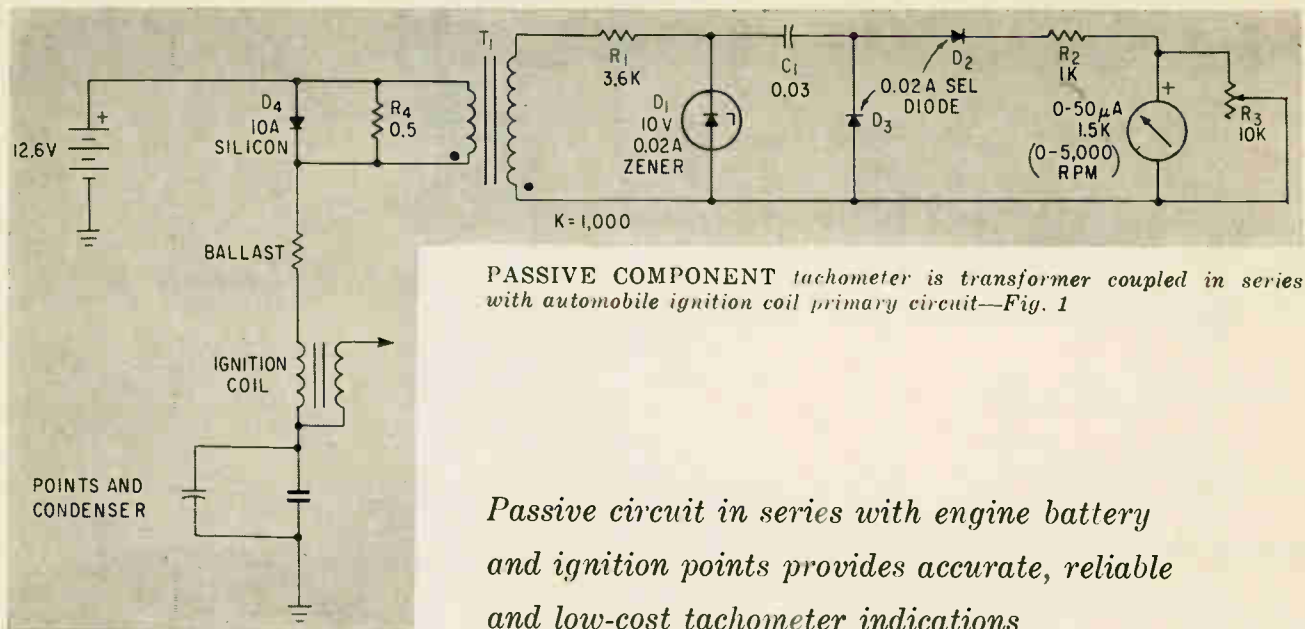 T1
R1
3.6K
C1
0.03
D2
R2
1K
0.02A SEL
DIODE
D3
D1
10V
0.02A
ZENER
+
0-50µA
1.5K
(0-5,000)
RPM
R3
10K
K=1,000
+
12.6V
D4
10A
SILICON
R4
0.5
BALLAST
IGNITION
COIL
POINTS AND
CONDENSER
PASSIVE COMPONENT tachometer is transformer coupled in series
with automobile ignition coil primary circuit—Fig. 1
Passive circuit in series with engine battery
and ignition points provides accurate, reliable
and low-cost tachometer indications